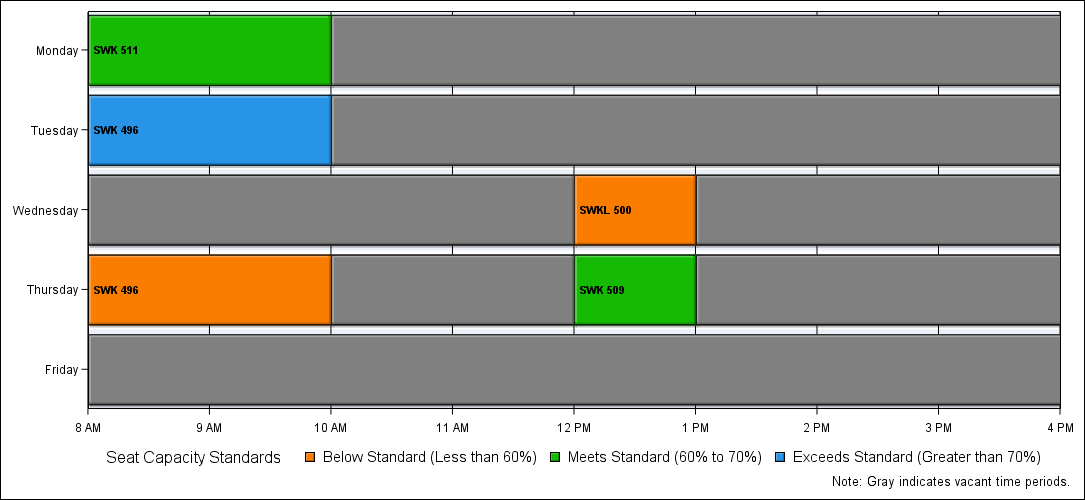 Monday
SWK 511
Tuesday
SWK 496
Wednesday
SWKL 500
Thursday
SWK 496
SWK 509
Friday
8 AM 9 AM 10 AM 11 AM 12 PM 1 PM 2 PM 3 PM 4 PM
Seat Capacity Standards Below Standard (Less than 60%) Meets Standard (60% to 70%) Exceeds Standard (Greater than 70%)
Note: Gray indicates vacant time periods.